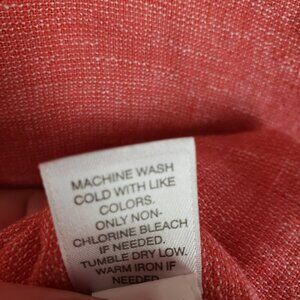 MACHINE WASH
COLD WITH LIKE
COLORS.
ONLY NON-
CHLORINE BLEACH
IF NEEDED.
TUMBLE DRY LOW.
WARM IRON IF
NEEDED